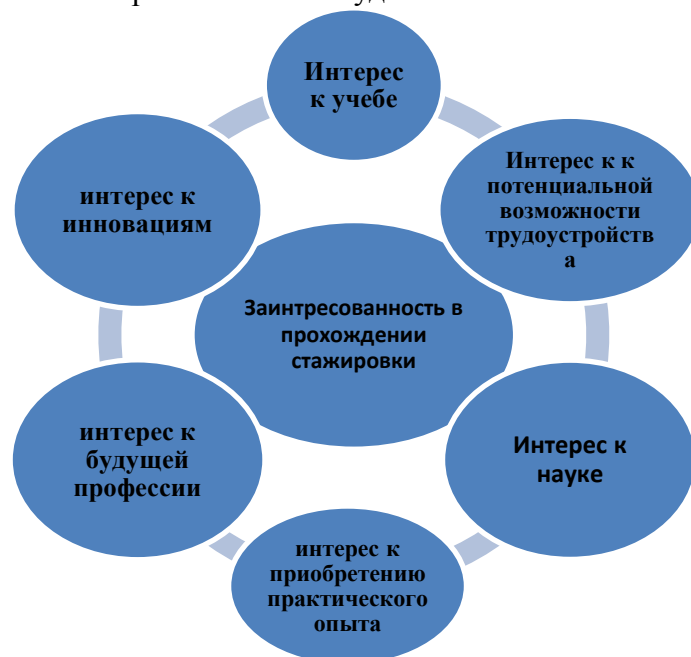 Интерес
к учебе
Интерес к к
потенциальной
возможности
трудоустройств
а
интерес к
инновациям
Заинтресованность в
прохождении
стажировки
интерес к
будущей
профессии
Интерес к
науке
интерес к
приобретению
практического
опыта